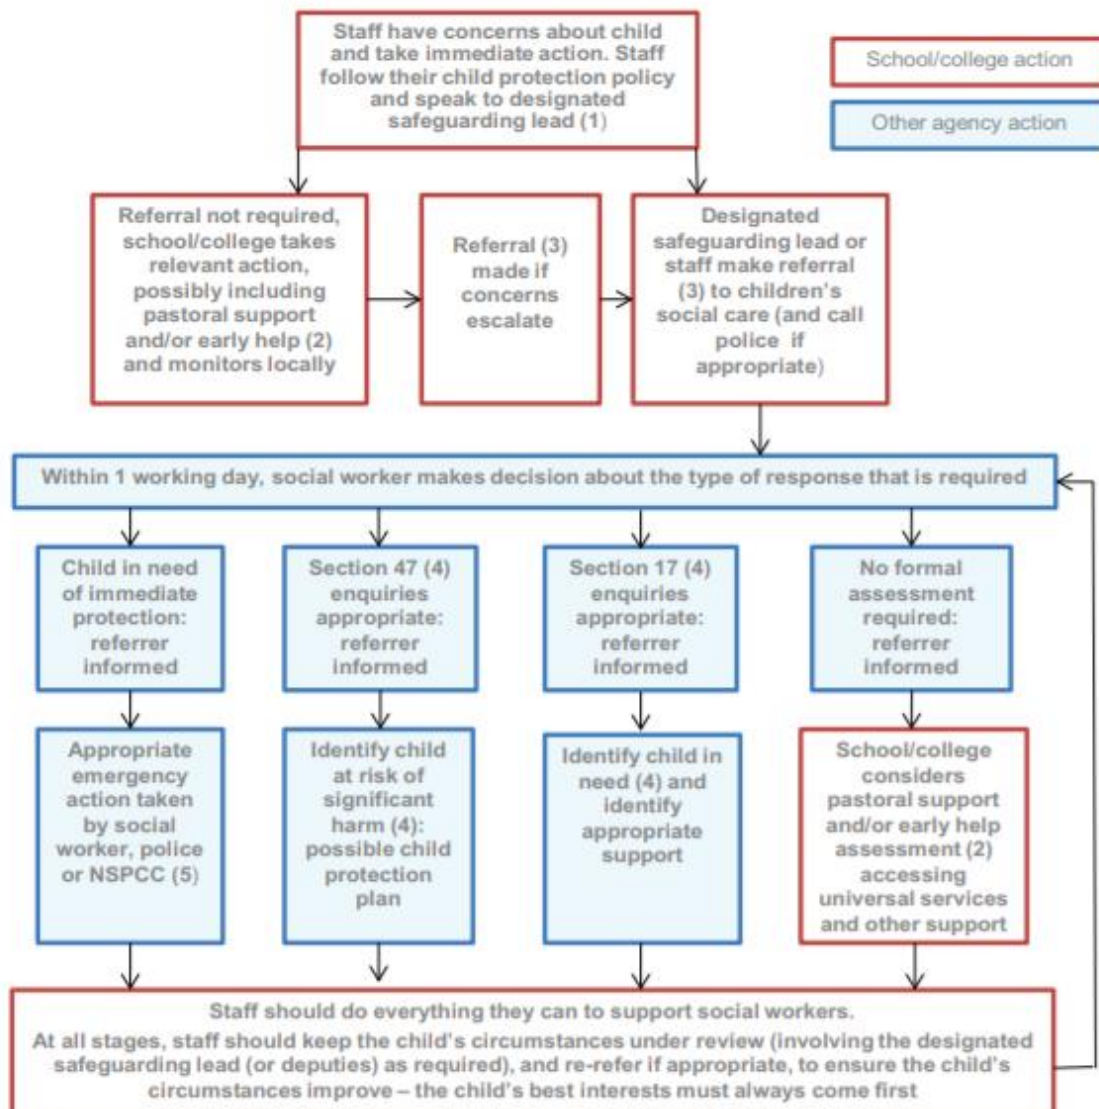 Staff have concerns about child
and take immediate action. Staff
follow their child protection policy
and speak to designated
safeguarding lead (1)
School/college action
Other agency action
Referral not required,
school/college takes
relevant action,
possibly including
pastoral support
and/or early help (2)
and monitors locally
Referral (3)
made if
concerns
escalate
Designated
safeguarding lead or
staff make referral
(3) to children's
social care (and call
police if
appropriate)
Within 1 working day, social worker makes decision about the type of response that is required
Child in need
of immediate
protection:
referrer
informed
Section 47 (4)
enquiries
appropriate:
referrer
informed
Section 17 (4)
enquiries
appropriate:
referrer
informed
No formal
assessment
required:
referrer
informed
Appropriate
emergency
action taken
by social
worker, police
or NSPCC (5)
Identify child
at risk of
significant
harm (4):
possible child
protection
plan
Identify child in
need (4) and
identify
appropriate
support
School/college
considers
pastoral support
and/or early help
assessment (2)
accessing
universal services
and other support
Staff should do everything they can to support social workers.
At all stages, staff should keep the child's circumstances under review (involving the designated
safeguarding lead (or deputies) as required), and re-refer if appropriate, to ensure the child's
circumstances improve – the child's best interests must always come first